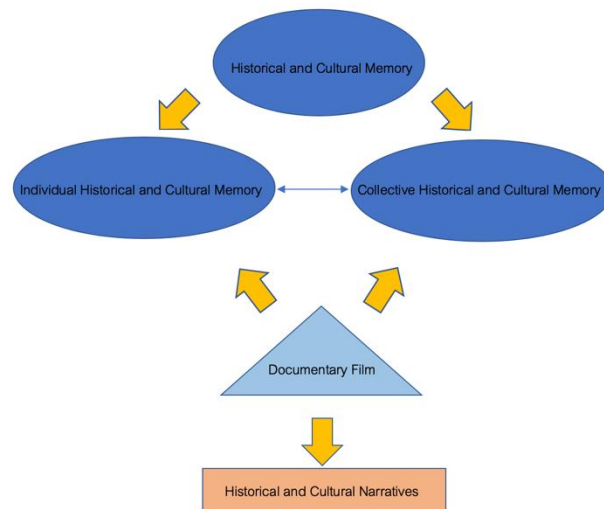 Historical and Cultural Memory
Individual Historical and Cultural Memory
Collective Historical and Cultural Memory
Documentary Film
Historical and Cultural Narratives